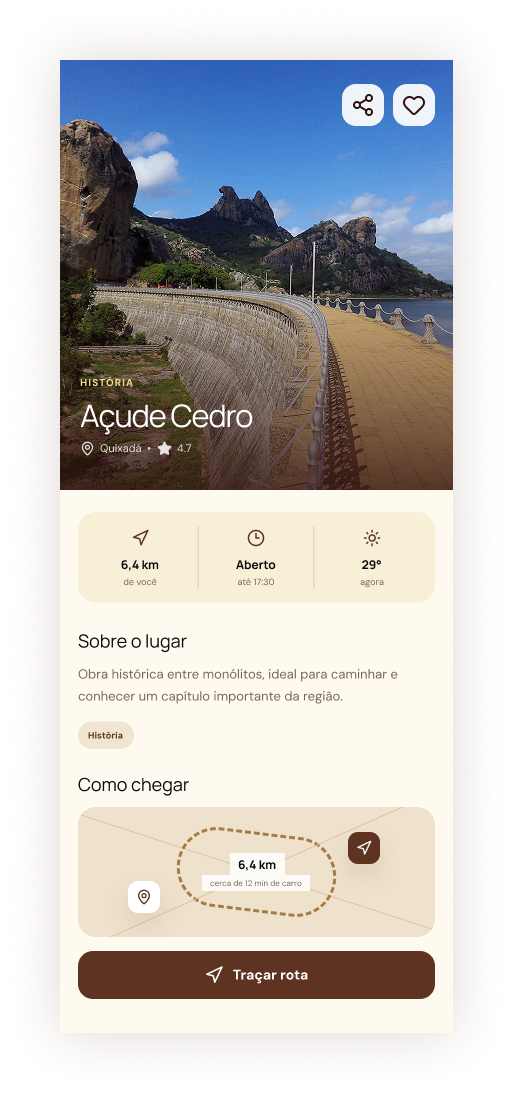 HISTÓRIA
Açude Cedro
Quixadá • 4.7
6,4 km
de você
Aberto
até 17:30
29°
agora
Sobre o lugar
Obra histórica entre monólitos, ideal para caminhar e
conhecer um capítulo importante da região.
História
Como chegar
6,4 km
cerca de 12 min de carro
Traçar rota